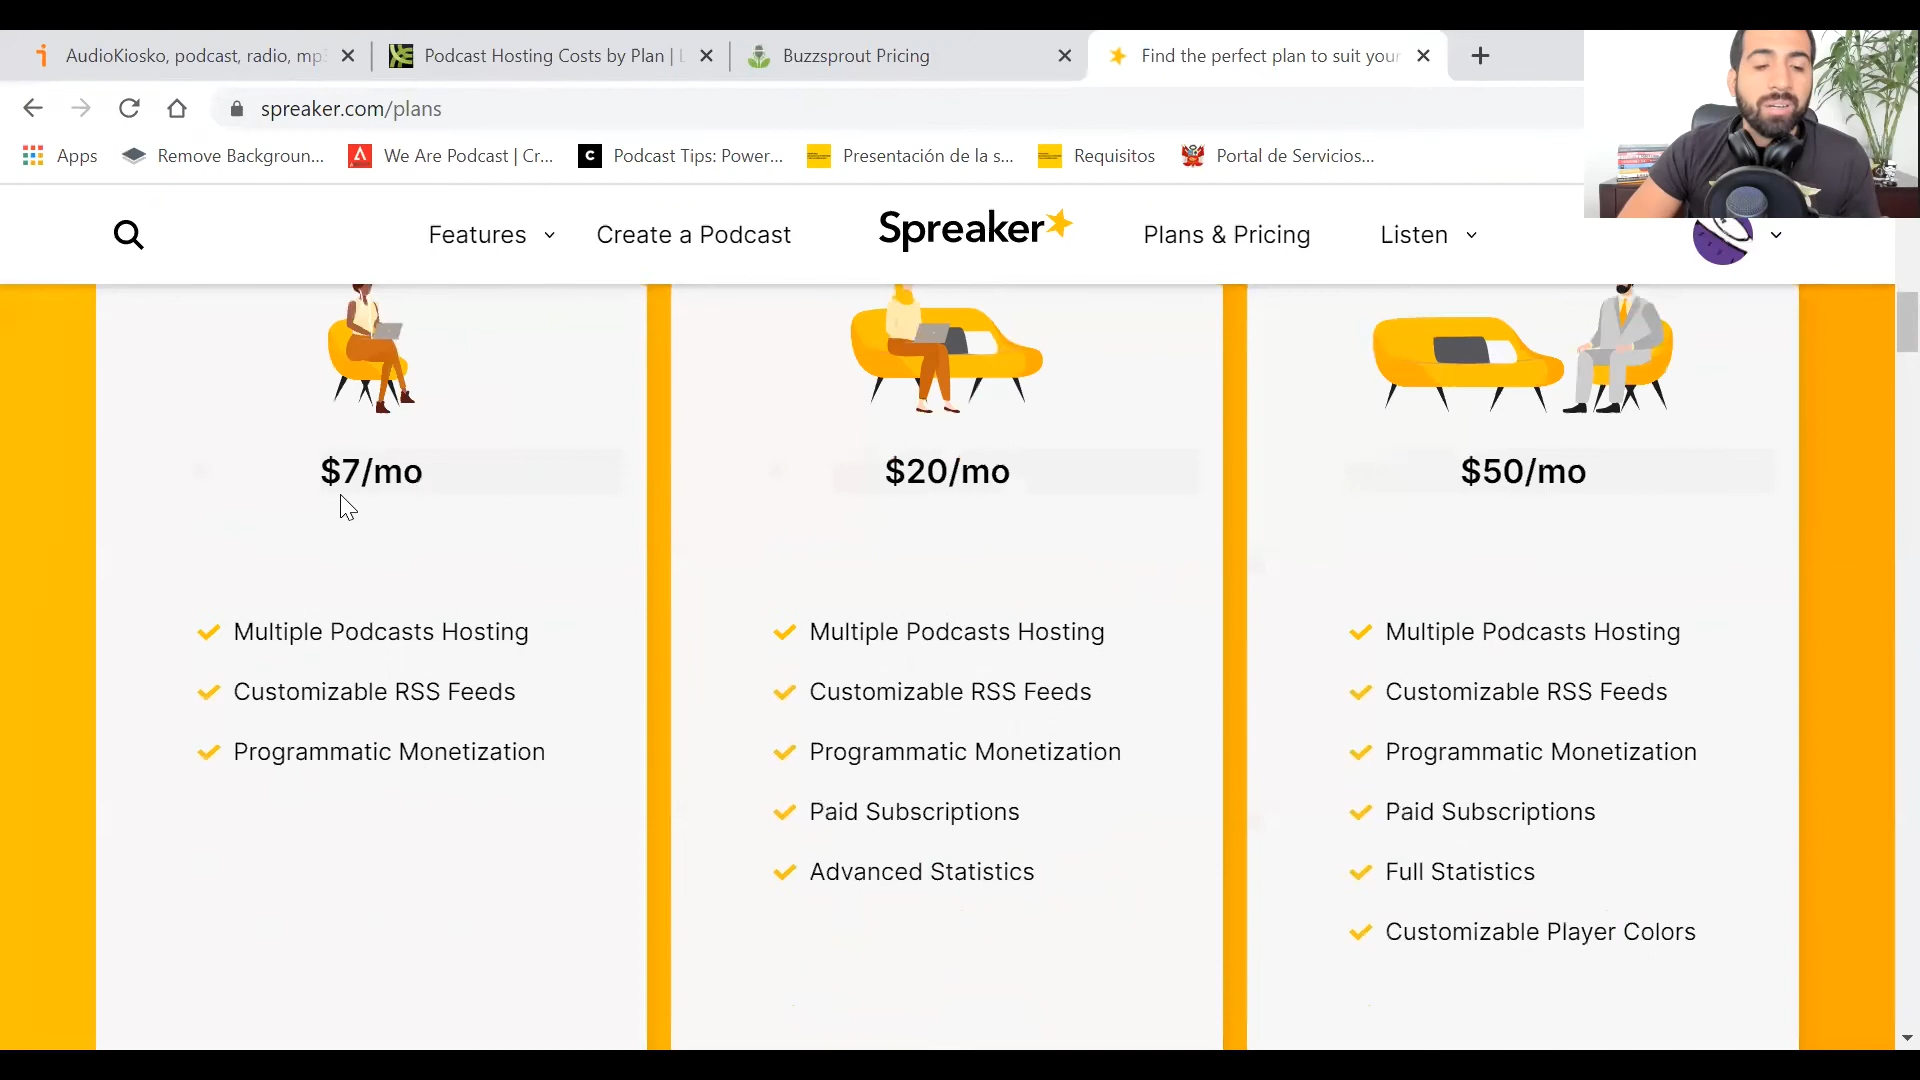 AudioKiosko, podcast, radio, mp3
Podcast Hosting Costs by Plan | L
Buzzsprout Pricing
Find the perfect plan to suit your
spreaker.com/plans
Apps
Remove Backgroun...
We Are Podcast | Cr...
Podcast Tips: Power...
Presentación de la s...
Requisitos
Portal de Servicios...
Features
Create a Podcast
Spreaker
Plans & Pricing
Listen
$7/mo
Multiple Podcasts Hosting
Customizable RSS Feeds
Programmatic Monetization
$20/mo
Multiple Podcasts Hosting
Customizable RSS Feeds
Programmatic Monetization
Paid Subscriptions
Advanced Statistics
$50/mo
Multiple Podcasts Hosting
Customizable RSS Feeds
Programmatic Monetization
Paid Subscriptions
Full Statistics
Customizable Player Colors